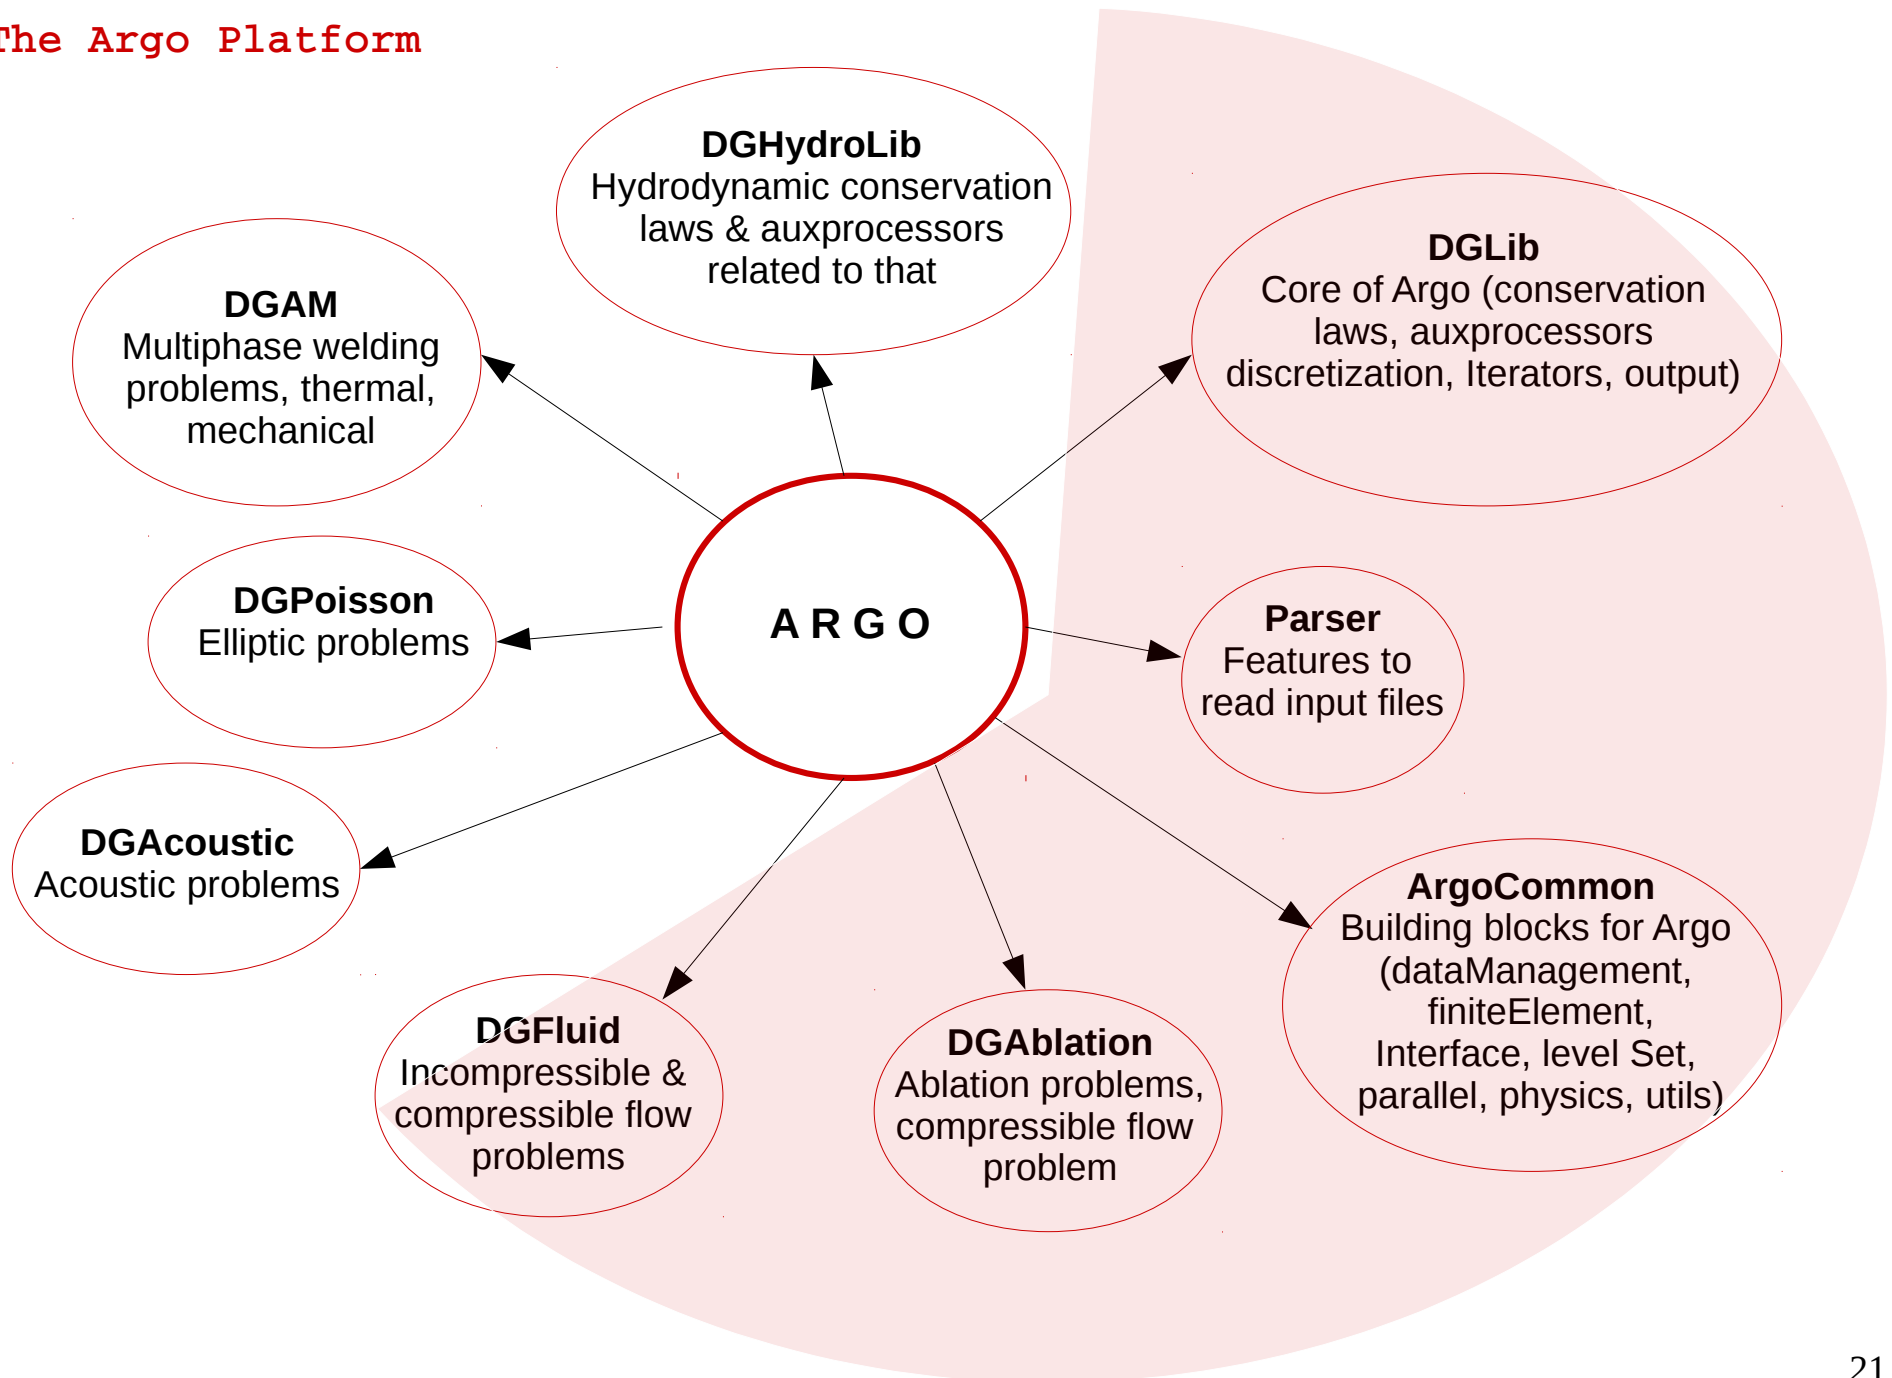 The Argo Platform
DGHydroLib
Hydrodynamic conservation
laws & auxprocessors
related to that
DGLib
Core of Argo (conservation
laws, auxprocessors
discretization, Iterators, output)
DGAM
Multiphase welding
problems, thermal,
mechanical
DGPoisson
Elliptic problems
A R G O
Parser
Features to
read input files
DGAcoustic
Acoustic problems
ArgoCommon
Building blocks for Argo
(dataManagement,
finiteElement,
Interface, level Set,
parallel, physics, utils)
DGFluid
Incompressible &
compressible flow
problems
DGAblation
Ablation problems,
compressible flow
problem
21